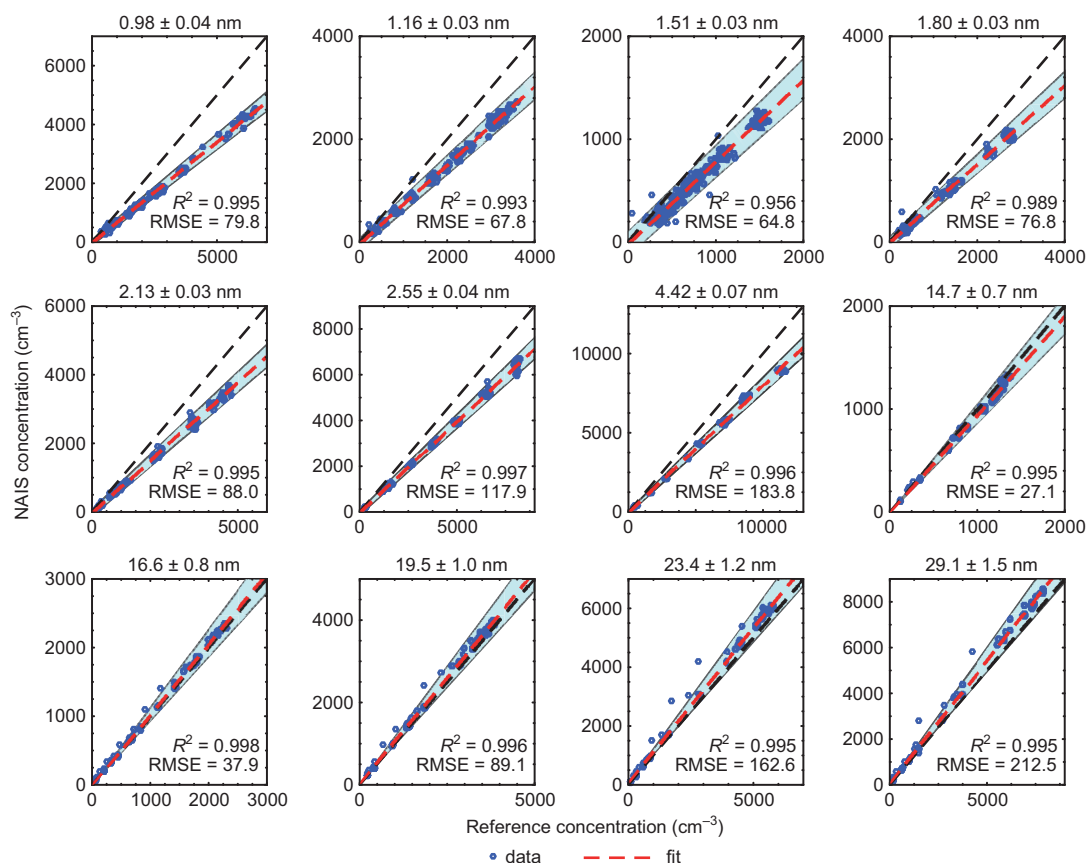 0.98 ± 0.04 nm
1.16 ± 0.03 nm
1.51 ± 0.03 nm
1.80 ± 0.03 nm
6000
4000
2000
0
0
5000
R² = 0.995
RMSE = 79.8
4000
2000
0
0
1000
2000
3000
4000
R² = 0.993
RMSE = 67.8
2000
1000
0
0
1000
2000
R² = 0.956
RMSE = 64.8
4000
2000
0
0
1000
2000
3000
4000
R² = 0.989
RMSE = 76.8
2.13 ± 0.03 nm
2.55 ± 0.04 nm
4.42 ± 0.07 nm
14.7 ± 0.7 nm
6000
4000
2000
0
0
5000
R² = 0.995
RMSE = 88.0
8000
6000
4000
2000
0
0
5000
R² = 0.997
RMSE = 117.9
10000
5000
0
0
5000
10000
R² = 0.996
RMSE = 183.8
2000
1000
0
0
1000
2000
R² = 0.995
RMSE = 27.1
16.6 ± 0.8 nm
19.5 ± 1.0 nm
23.4 ± 1.2 nm
29.1 ± 1.5 nm
3000
2000
1000
0
0
1000
2000
3000
R² = 0.998
RMSE = 37.9
4000
2000
0
0
5000
R² = 0.996
RMSE = 89.1
6000
4000
2000
0
0
5000
R² = 0.995
RMSE = 162.6
8000
6000
4000
2000
0
0
5000
R² = 0.995
RMSE = 212.5
NAIS concentration (cm⁻³)
Reference concentration (cm⁻³)
data
fit